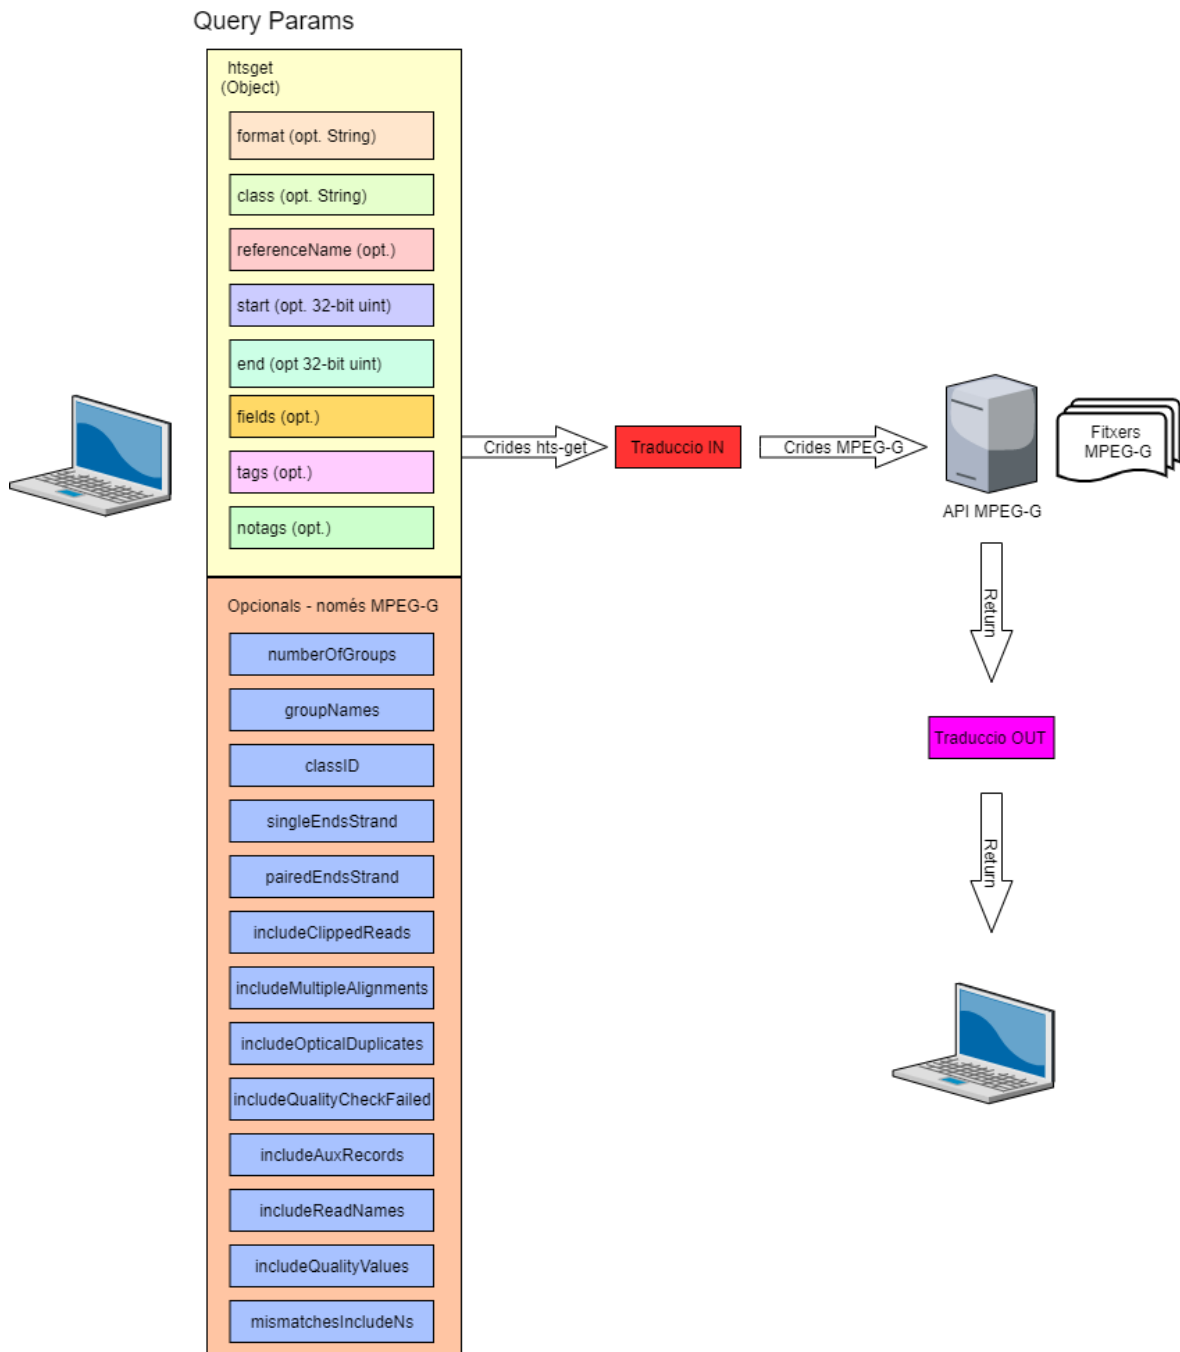 Query Params
htsget
(Object)
format (opt. String)
class (opt. String)
referenceName (opt.)
start (opt. 32-bit uint)
end (opt 32-bit uint)
fields (opt.)
tags (opt.)
notags (opt.)
Opcionals - només MPEG-G
numberOfGroups
groupNames
classID
singleEndsStrand
pairedEndsStrand
includeClippedReads
includeMultipleAlignments
includeOpticalDuplicates
includeQualityCheckFailed
includeAuxRecords
includeReadNames
includeQualityValues
mismatchesIncludeNs
Crides hts-get
Traduccio IN
Crides MPEG-G
API MPEG-G
Fitxers
MPEG-G
Return
Traduccio OUT
Return